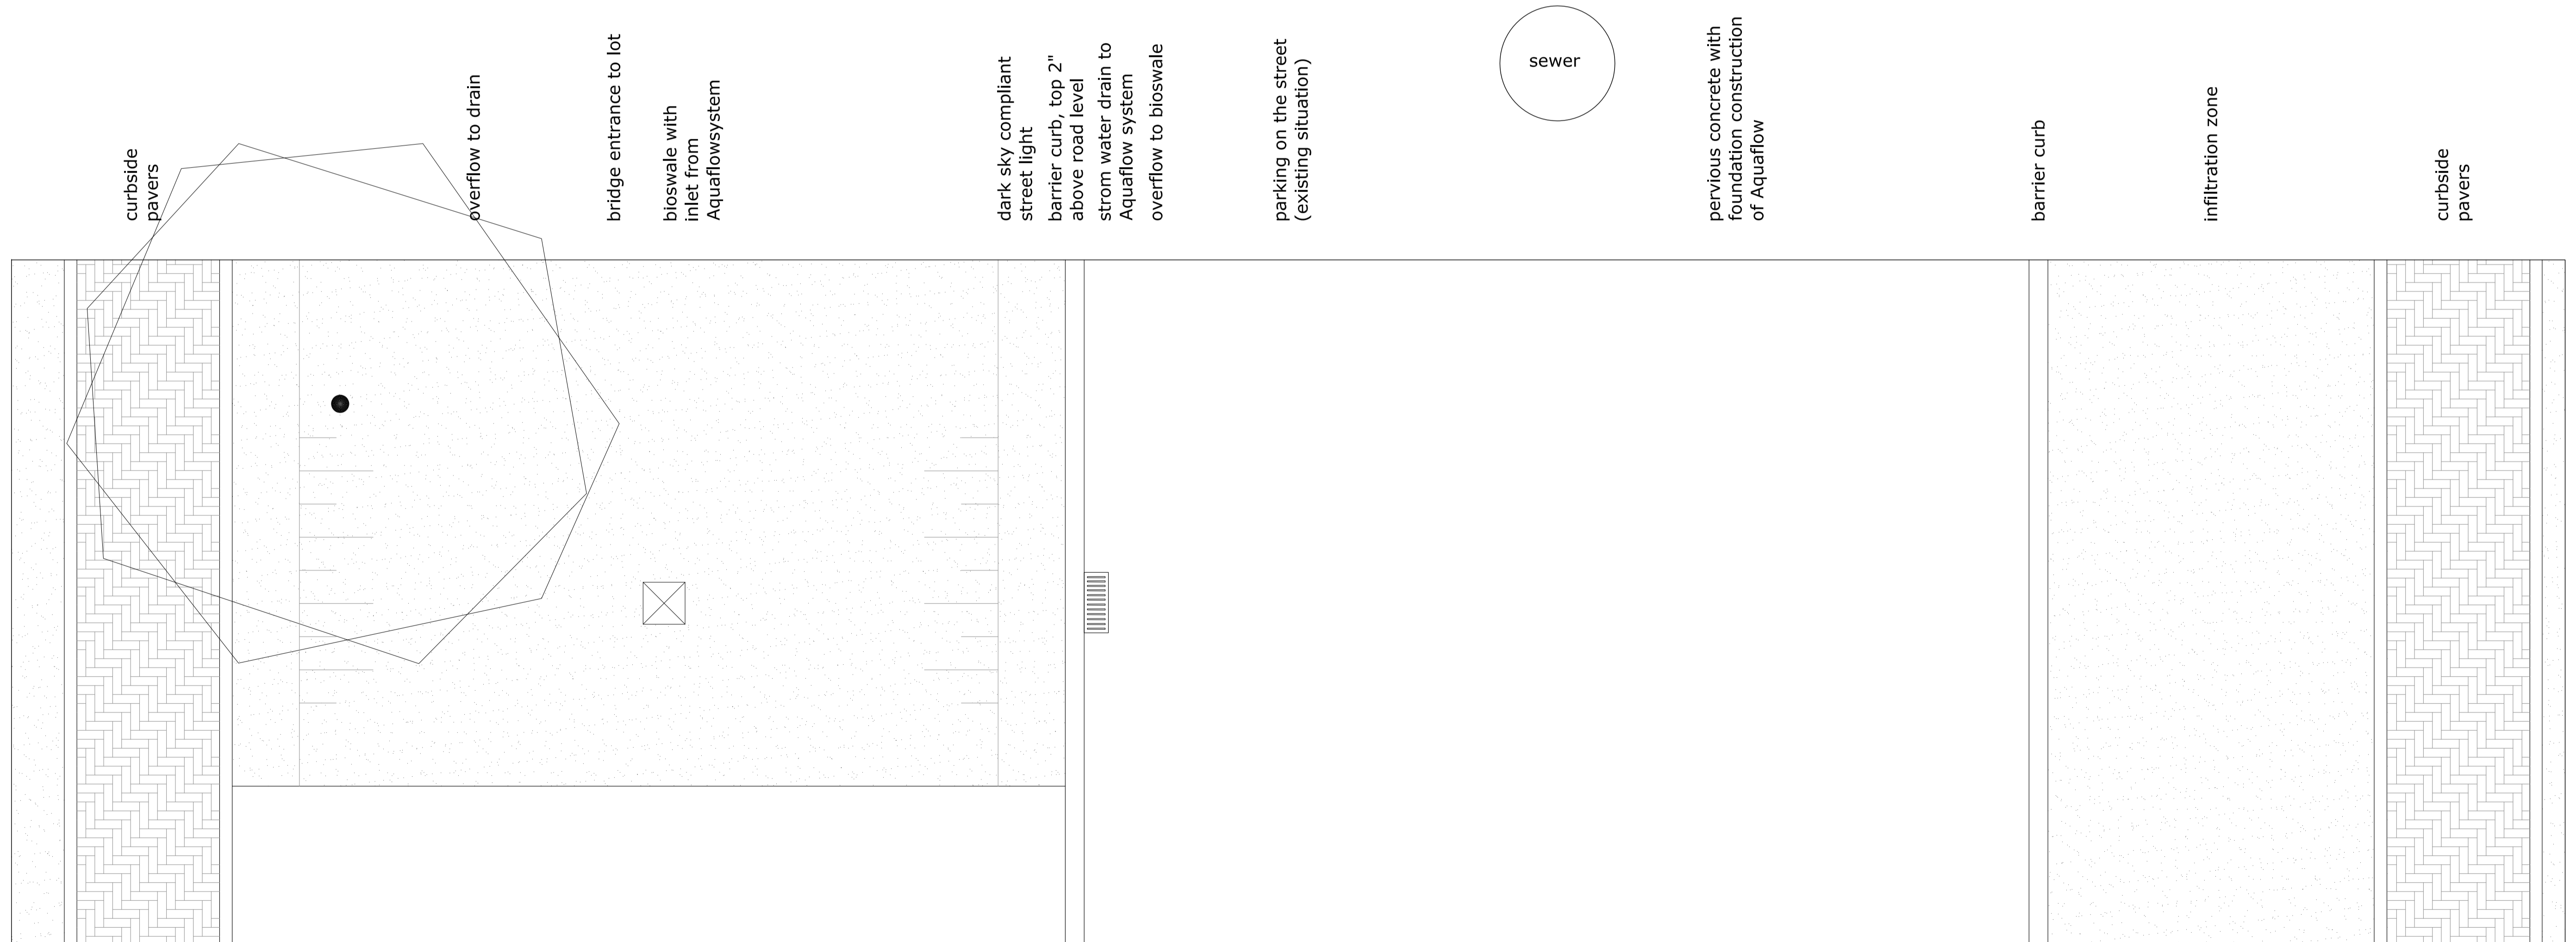 curbside
pavers
overflow to drain
bridge entrance to lot
bioswale with
inlet from
Aquaflowsystem
dark sky compliant
street light
barrier curb, top 2"
above road level
strom water drain to
Aquaflow system
overflow to bioswale
parking on the street
(existing situation)
sewer
pervious concrete with
foundation construction
of Aquaflow
barrier curb
infiltration zone
curbside
pavers